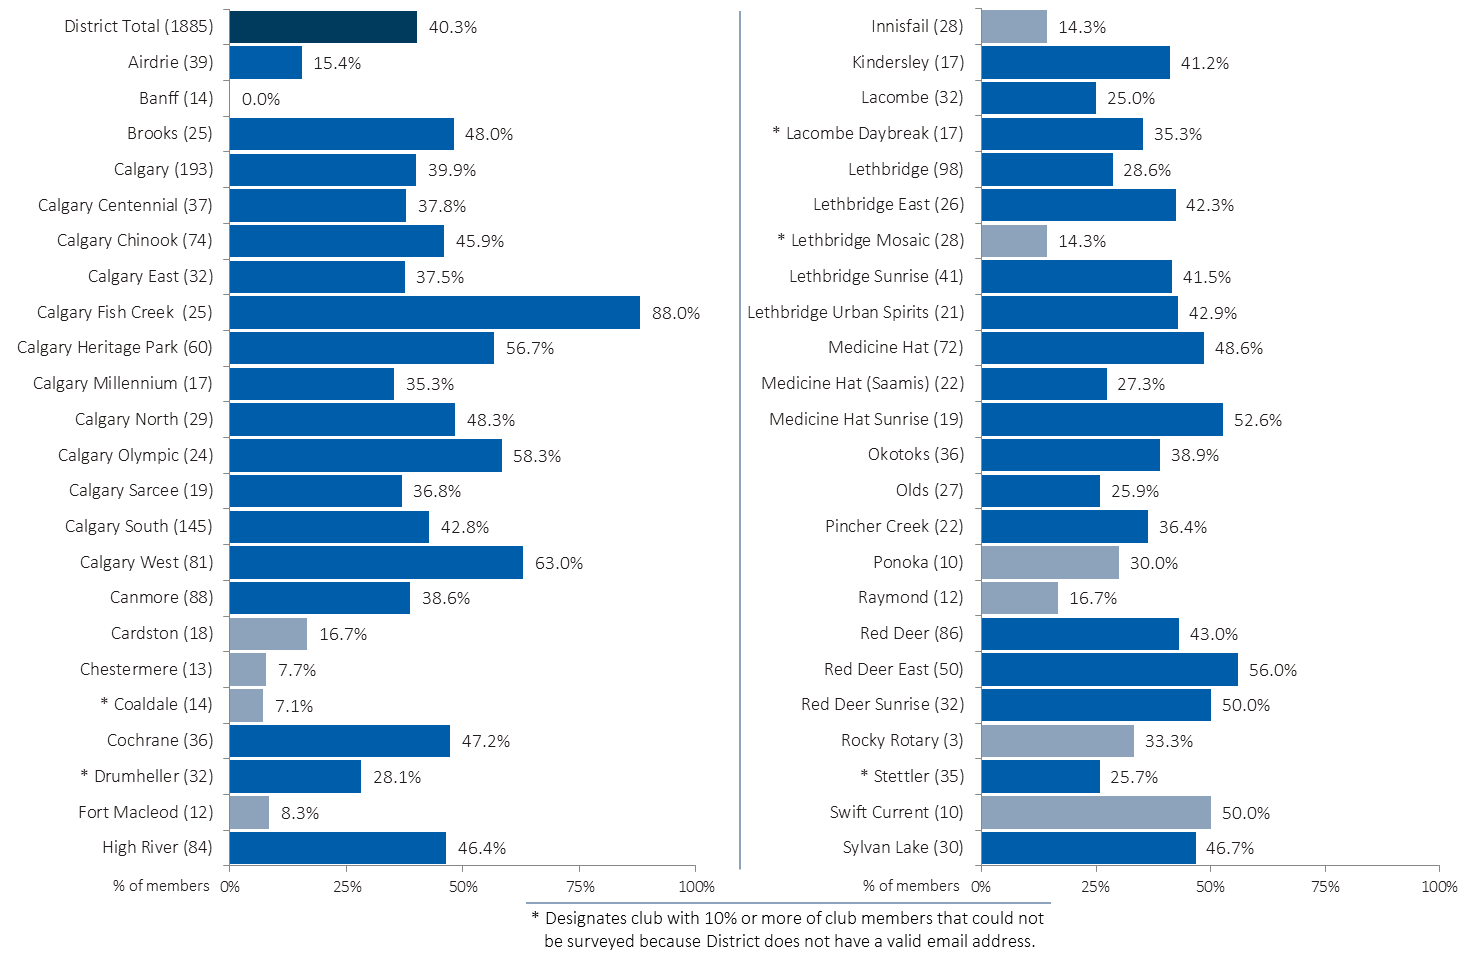 District Total (1885) 40.3%
Airdrie (39) 15.4%
Banff (14) 0.0%
Brooks (25) 48.0%
Calgary (193) 39.9%
Calgary Centennial (37) 37.8%
Calgary Chinook (74) 45.9%
Calgary East (32) 37.5%
Calgary Fish Creek (25) 88.0%
Calgary Heritage Park (60) 56.7%
Calgary Millennium (17) 35.3%
Calgary North (29) 48.3%
Calgary Olympic (24) 58.3%
Calgary Sarcee (19) 36.8%
Calgary South (145) 42.8%
Calgary West (81) 63.0%
Canmore (88) 38.6%
Cardston (18) 16.7%
Chestermere (13) 7.7%
* Coaldale (14) 7.1%
Cochrane (36) 47.2%
* Drumheller (32) 28.1%
Fort Macleod (12) 8.3%
High River (84) 46.4%
% of members 0% 25% 50% 75% 100%
Innisfail (28) 14.3%
Kindersley (17) 41.2%
Lacombe (32) 25.0%
* Lacombe Daybreak (17) 35.3%
Lethbridge (98) 28.6%
Lethbridge East (26) 42.3%
* Lethbridge Mosaic (28) 14.3%
Lethbridge Sunrise (41) 41.5%
Lethbridge Urban Spirits (21) 42.9%
Medicine Hat (72) 48.6%
Medicine Hat (Saamis) (22) 27.3%
Medicine Hat Sunrise (19) 52.6%
Okotoks (36) 38.9%
Olds (27) 25.9%
Pincher Creek (22) 36.4%
Ponoka (10) 30.0%
Raymond (12) 16.7%
Red Deer (86) 43.0%
Red Deer East (50) 56.0%
Red Deer Sunrise (32) 50.0%
Rocky Rotary (3) 33.3%
* Stettler (35) 25.7%
Swift Current (10) 50.0%
Sylvan Lake (30) 46.7%
% of members 0% 25% 50% 75% 100%
* Designates club with 10% or more of club members that could not
be surveyed because District does not have a valid email address.